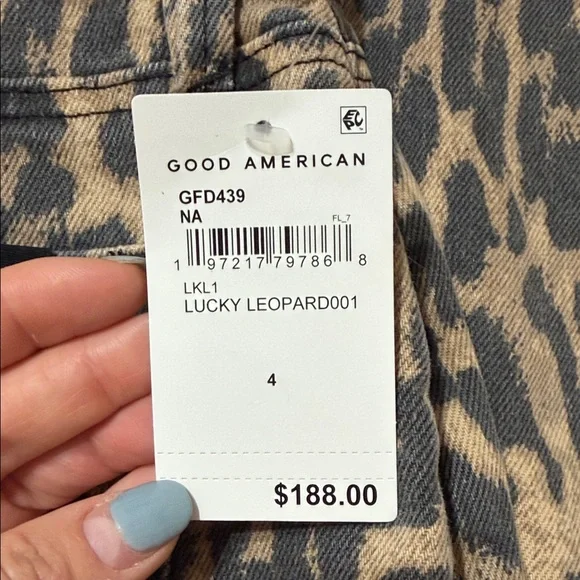 GOOD AMERICAN
GFD439
NA
FL_7
1 97217 79786 8
LKL1
LUCKY LEOPARD001
4
$188.00